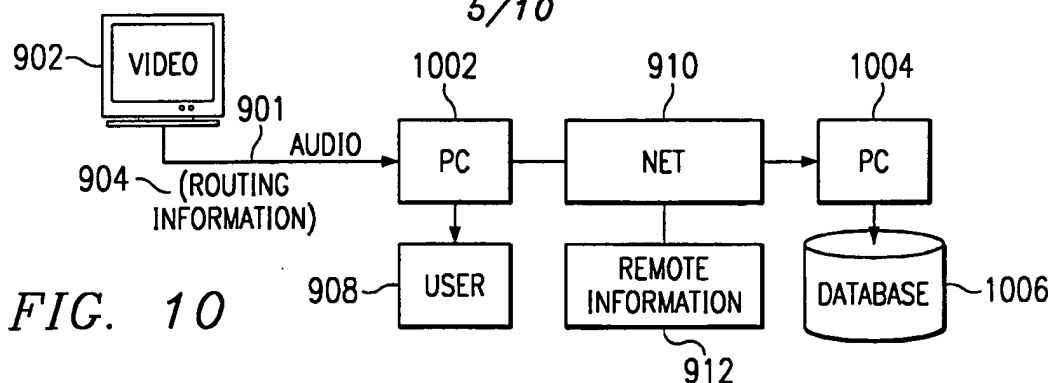 5/10
902
VIDEO
901
AUDIO
904
(ROUTING
INFORMATION)
1002
PC
910
NET
1004
PC
908
USER
REMOTE
INFORMATION
912
DATABASE
1006
FIG. 10